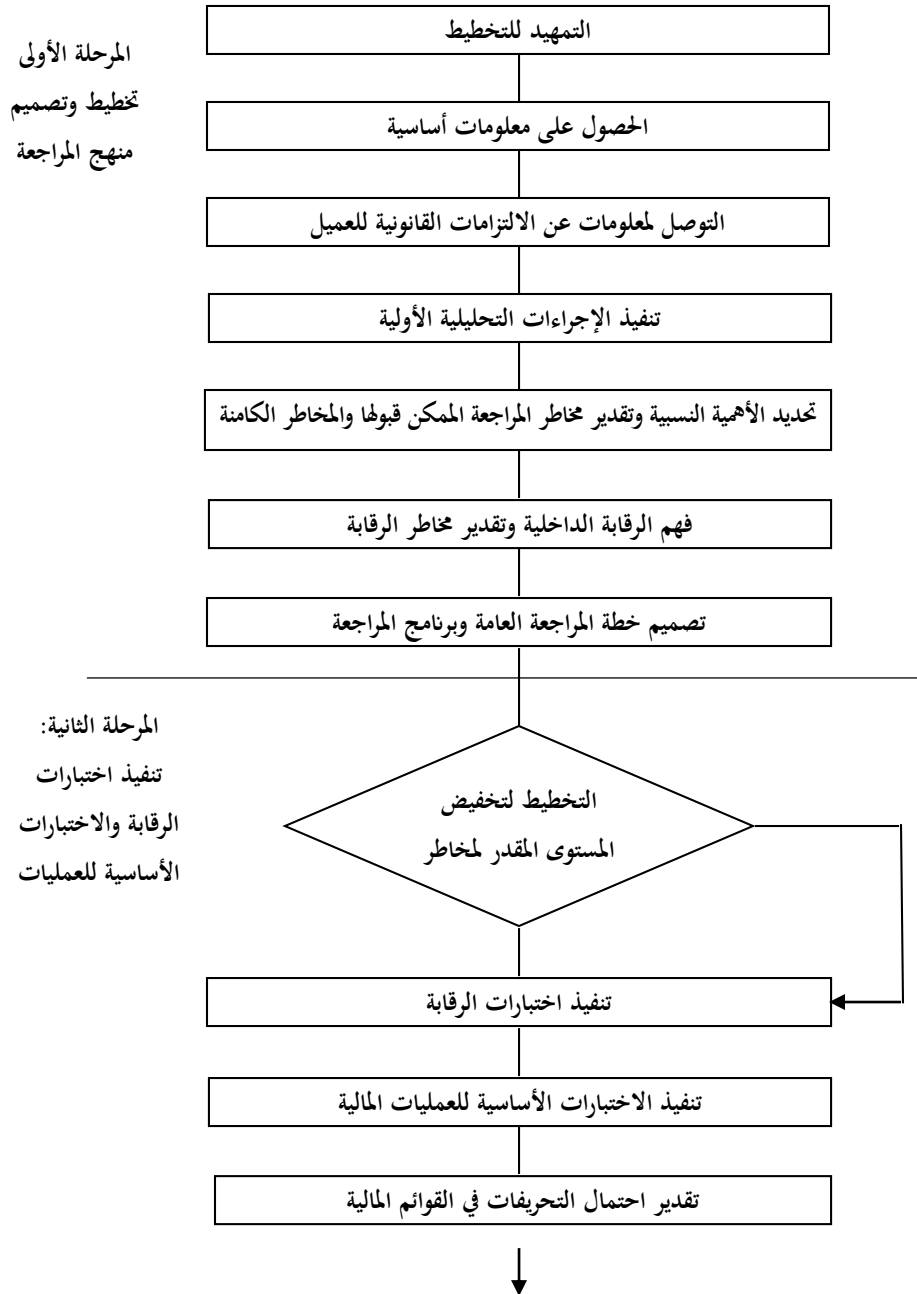 التمهيد للتخطيط
المرحلة الأولى
تخطيط وتصميم
منهج المراجعة
الحصول على معلومات أساسية
التوصل لمعلومات عن الالتزامات القانونية للعميل
تنفيذ الإجراءات التحليلية الأولية
تحديد الأهمية النسبية وتقدير مخاطر المراجعة الممكن قبولها والمخاطر الكامنة
فهم الرقابة الداخلية وتقدير مخاطر الرقابة
تصميم خطة المراجعة العامة وبرنامج المراجعة
المرحلة الثانية:
تنفيذ اختبارات
الرقابة والاختبارات
الأساسية للعمليات
التخطيط لتخفيض
المستوى المقدر لمخاطر
تنفيذ اختبارات الرقابة
تنفيذ الاختبارات الأساسية للعمليات المالية
تقدير احتمال التحريفات في القوائم المالية